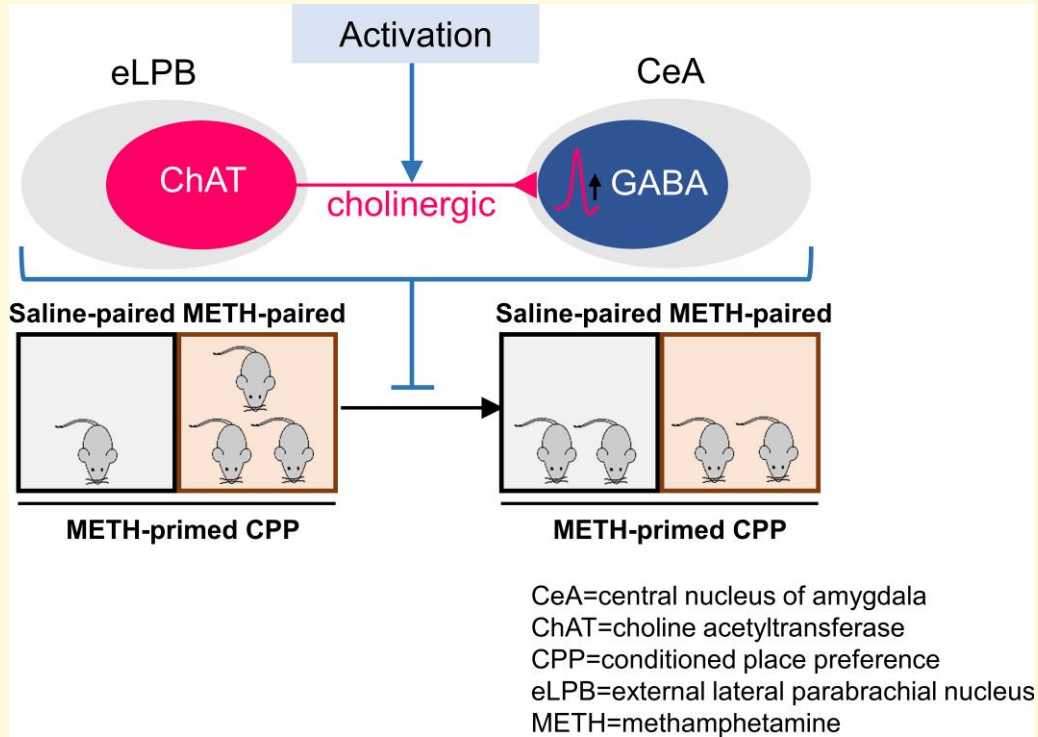 Activation
eLPB
CeA
ChAT
cholinergic
GABA
Saline-paired METH-paired
Saline-paired METH-paired
METH-primed CPP
METH-primed CPP
CeA=central nucleus of amygdala
ChAT=choline acetyltransferase
CPP=conditioned place preference
eLPB=external lateral parabrachial nucleus
METH=methamphetamine